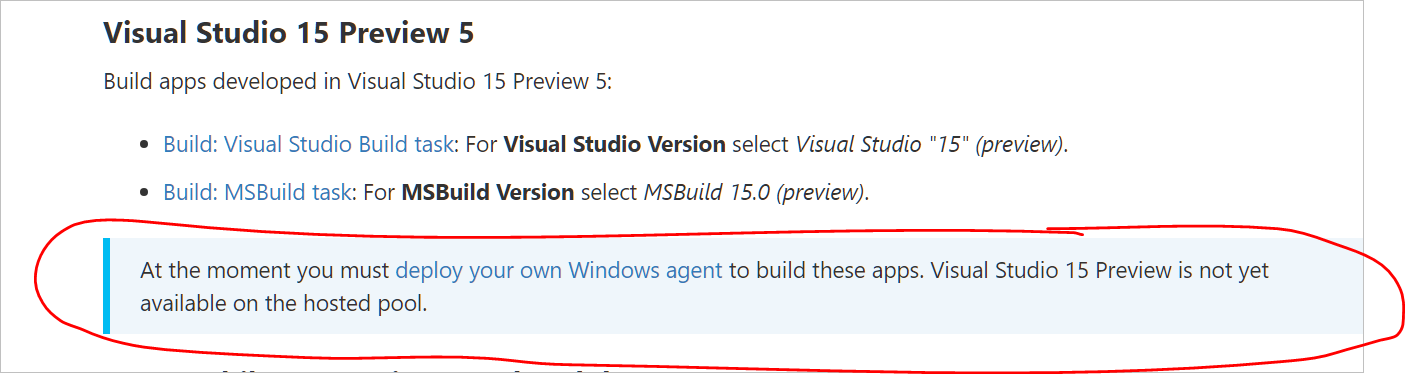 Visual Studio 15 Preview 5
Build apps developed in Visual Studio 15 Preview 5:
• Build: Visual Studio Build task: For Visual Studio Version select Visual Studio "15" (preview).
• Build: MSBuild task: For MSBuild Version select MSBuild 15.0 (preview).
At the moment you must deploy your own Windows agent to build these apps. Visual Studio 15 Preview is not yet
available on the hosted pool.